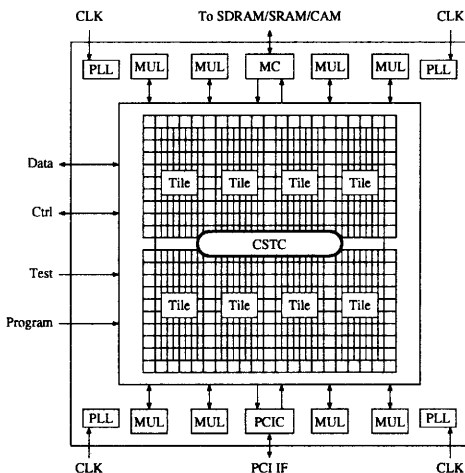 CLK To SDRAM/SRAM/CAM CLK
PLL MUL MUL MC MUL MUL PLL
Data
Tile Tile Tile Tile
Ctrl
CSTC
Test
Tile Tile Tile Tile
Program
PLL MUL MUL PCIC MUL MUL PLL
CLK PCI IF CLK